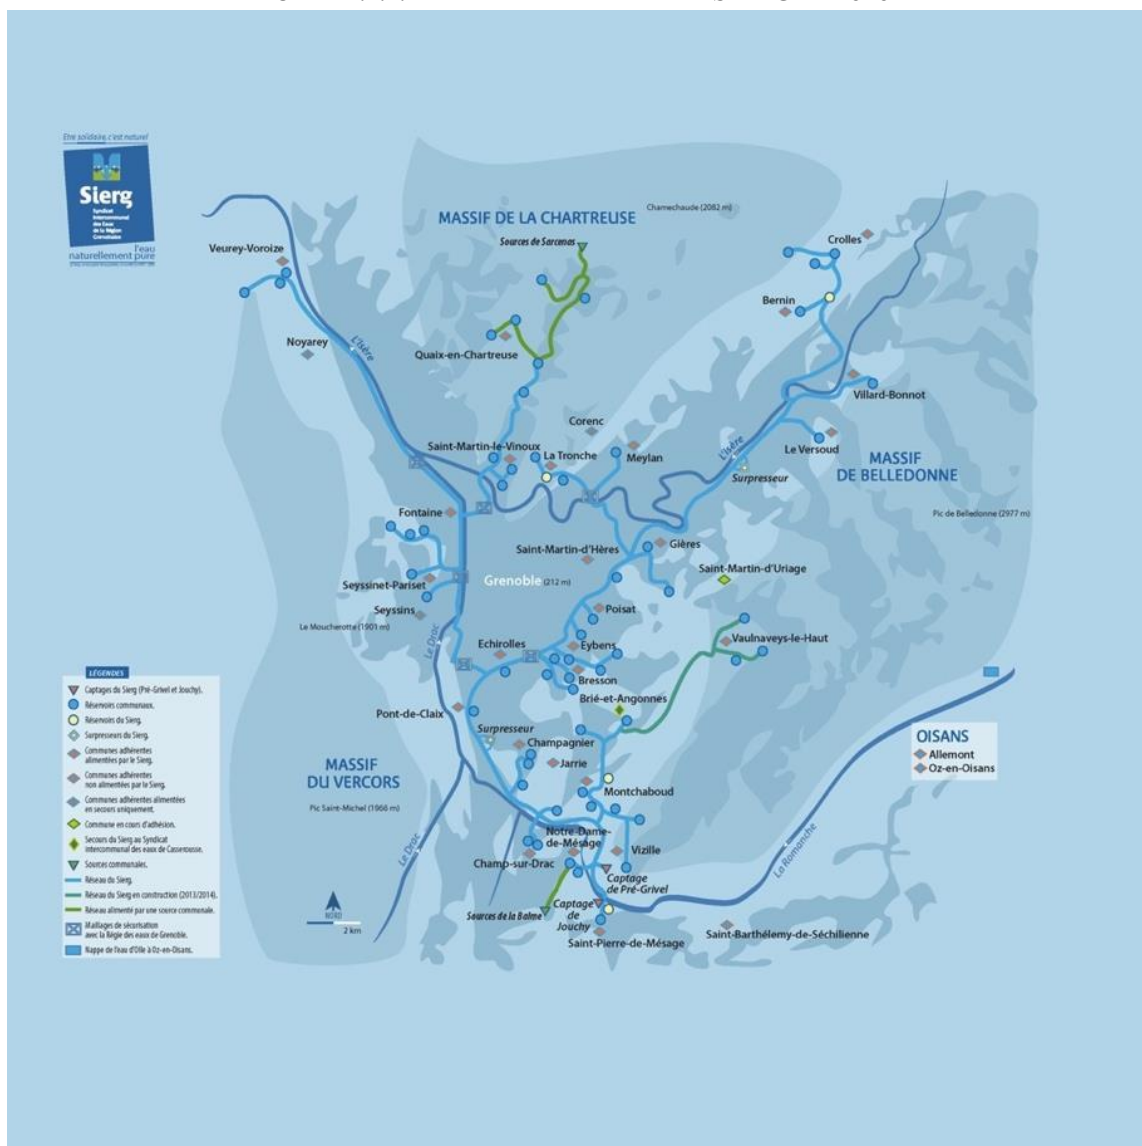 Etre solidaire, c'est naturel
Sierg
Syndicat
Intercommunal
des Eaux
de la Région
Grenobloise
l'eau
naturellement pure
MASSIF DE LA CHARTREUSE
Chamechaude (2082 m)
Sources de Sarcenas
Crolles
Veurey-Voroize
Bernin
Noyarey
L'Isère
Quaix-en-Chartreuse
Villard-Bonnot
Corenc
Saint-Martin-le-Vinoux
La Tronche
Meylan
L'Isère
Le Versoud
MASSIF
DE BELLEDONNE
Surpresseur
Pic de Belledonne (2977 m)
Fontaine
Saint-Martin-d'Hères
Gières
Saint-Martin-d'Uriage
Seyssinet-Pariset
Grenoble (212 m)
Seyssins
Poisat
Le Moucherotte (1901 m)
Le Drac
Echirolles
Eybens
Vaulnaveys-le-Haut
Bresson
Brié-et-Angonnes
Pont-de-Claix
Surpresseur
Champagnier
Jarrie
MASSIF
DU VERCORS
Montchaboud
Pic Saint-Michel (1966 m)
OISANS
Allemont
Oz-en-Oisans
Notre-Dame-
de-Mésage
Vizille
Champ-sur-Drac
Le Drac
La Romanche
Captage
de Pré-Grivel
Captage
de
Jouchy
Sources de la Balme
Saint-Pierre-de-Mésage
Saint-Barthélemy-de-Séchilienne
NORD
2 km
LÉGENDES
Captages du Sierg (Pré-Grivel et Jouchy).
Réservoirs communaux.
Réservoirs du Sierg.
Surpresseurs du Sierg.
Communes adhérentes
alimentées par le Sierg.
Communes adhérentes
non alimentées par le Sierg.
Communes adhérentes alimentées
en secours uniquement.
Commune en cours d'adhésion.
Secours du Sierg au Syndicat
intercommunal des eaux de Casserousse.
Sources communales.
Réseau du Sierg.
Réseau du Sierg en construction (2013/2014).
Réseau alimenté par une source communale.
Maillages de sécurisation
avec la Régie des eaux de Grenoble.
Nappe de l'eau d'Olle à Oz-en-Oisans.